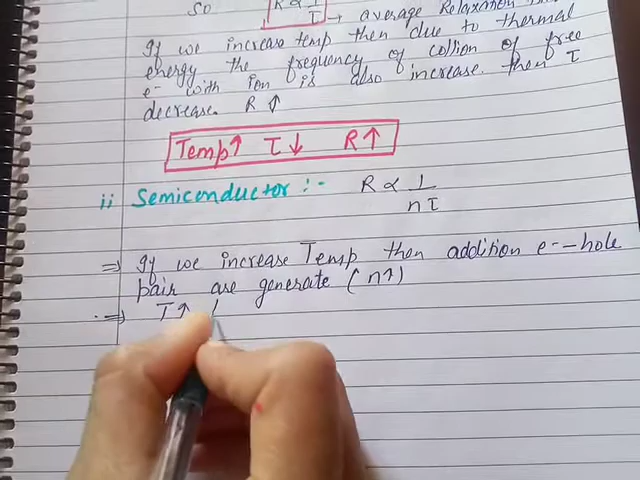 so R ∝ 1/τ → average Relaxation
If we increase temp then due to thermal
energy the frequency of collion of free
e- with ion is also increase. then τ
decrease. R ↑
Temp↑ τ↓ R↑
ii Semiconductor :- R ∝ 1/nτ
⇒ If we increase Temp then addition e--hole
pair are generate (n↑)
⇒ T↑